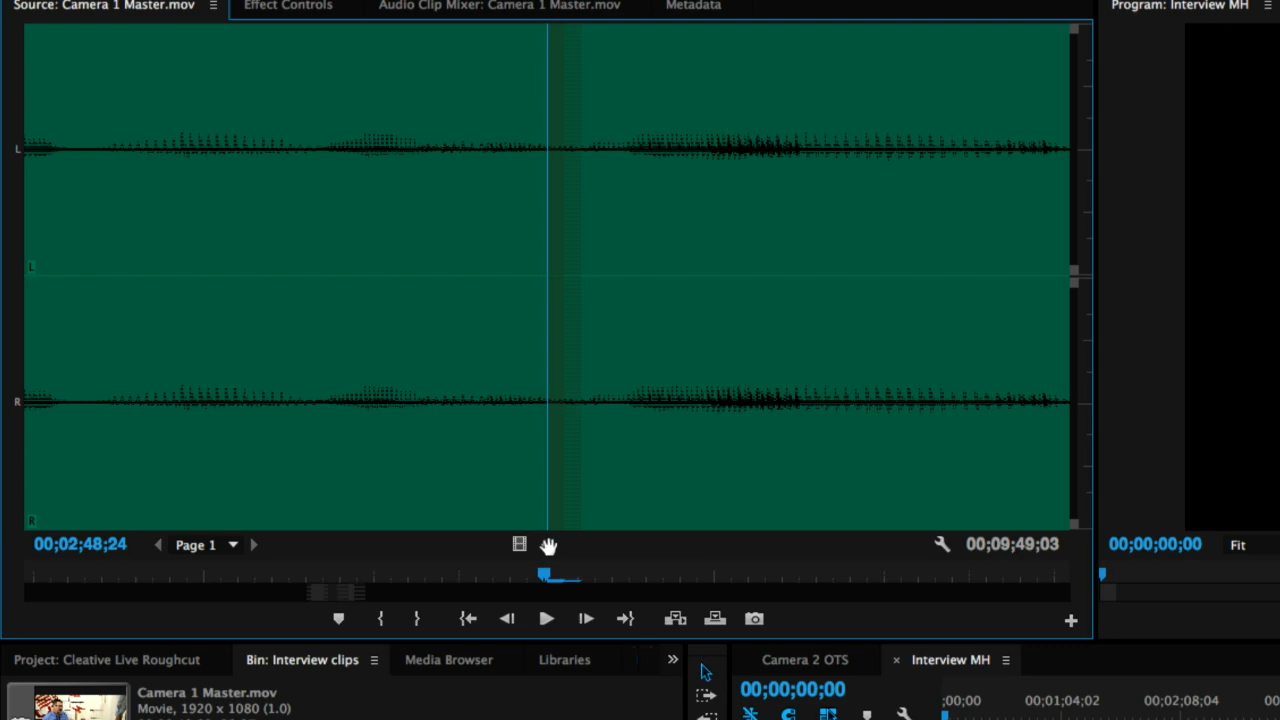 Source: Camera 1 Master.mov
Effect Controls
Audio Clip Mixer: Camera 1 Master.mov
Metadata
Program: Interview MH
L
L
R
R
00;02;48;24
Page 1
00;09;49;03
00;00;00;00
Fit
Project: Cleative Live Roughcut
Bin: Interview clips
Media Browser
Libraries
Camera 2 OTS
Interview MH
Camera 1 Master.mov
Movie, 1920 x 1080 (1.0)
00;00;00;00
;00;00
00;01;04;02
00;02;08;04